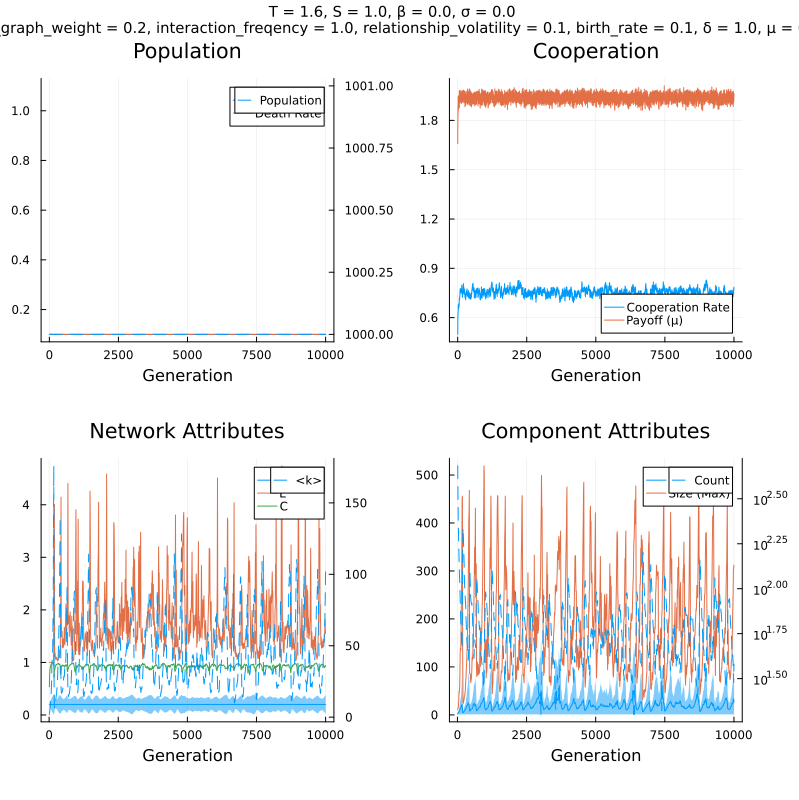 T = 1.6, S = 1.0, β = 0.0, σ = 0.0
graph_weight = 0.2, interaction_freqency = 1.0, relationship_volatility = 0.1, birth_rate = 0.1, δ = 1.0, μ =
Population Cooperation
1.0
0.8
0.6
0.4
0.2
1001.00
1000.75
1000.50
1000.25
1000.00
Population
Death Rate
0 2500 5000 7500 10000
Generation
1.8
1.5
1.2
0.9
0.6
Cooperation Rate
Payoff (μ)
0 2500 5000 7500 10000
Generation
Network Attributes Component Attributes
4
3
2
1
0
150
100
50
0
<k>
L
C
0 2500 5000 7500 10000
Generation
500
400
300
200
100
0
10^2.50
10^2.25
10^2.00
10^1.75
10^1.50
Count
Size (Max)
0 2500 5000 7500 10000
Generation